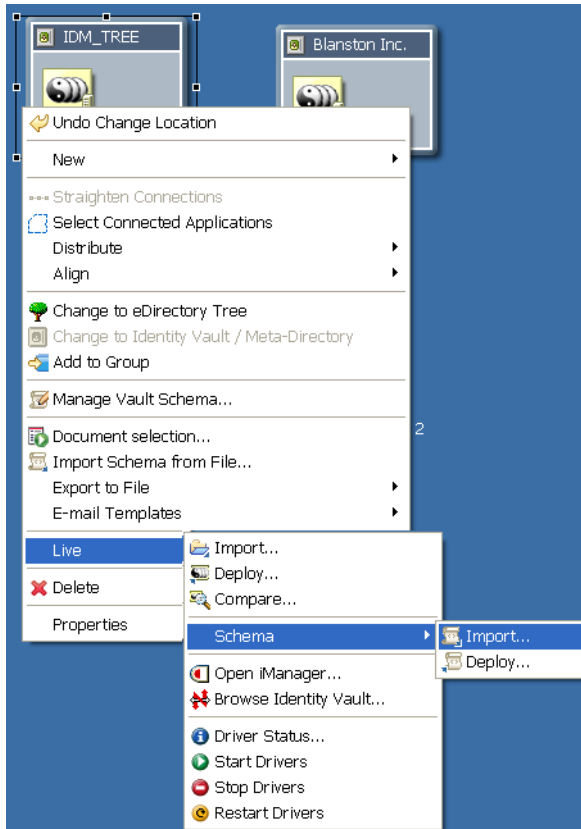 IDM_TREE
Blanston Inc.
Undo Change Location
New
Straighten Connections
Select Connected Applications
Distribute
Align
Change to eDirectory Tree
Change to Identity Vault / Meta-Directory
Add to Group
Manage Vault Schema...
2
Document selection...
Import Schema from File...
Export to File
E-mail Templates
Live
Delete
Properties
Import...
Deploy...
Compare...
Schema
Open iManager...
Browse Identity Vault...
Driver Status...
Start Drivers
Stop Drivers
Restart Drivers
Import...
Deploy...